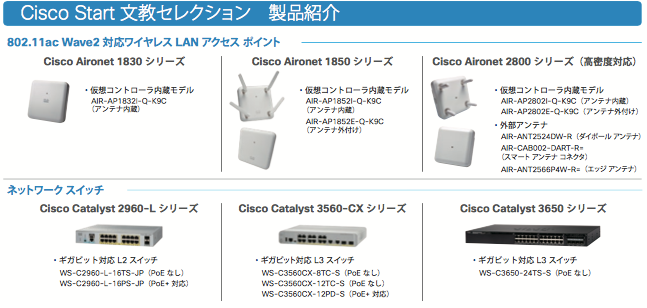 Cisco Start 文教セレクション 製品紹介
802.11ac Wave2 対応ワイヤレス LAN アクセス ポイント
Cisco Aironet 1830 シリーズ
・仮想コントローラ内蔵モデル
AIR-AP1832I-Q-K9C
（アンテナ内蔵）
Cisco Aironet 1850 シリーズ
・仮想コントローラ内蔵モデル
AIR-AP1852I-Q-K9C
（アンテナ内蔵）
AIR-AP1852E-Q-K9C
（アンテナ外付け）
Cisco Aironet 2800 シリーズ（高密度対応）
・仮想コントローラ内蔵モデル
AIR-AP2802I-Q-K9C（アンテナ内蔵）
AIR-AP2802E-Q-K9C（アンテナ外付け）
・外部アンテナ
AIR-ANT2524DW-R（ダイポール アンテナ）
AIR-CAB002-DART-R=
（スマート アンテナ コネクタ）
AIR-ANT2566P4W-R=（エッジ アンテナ）
ネットワーク スイッチ
Cisco Catalyst 2960-L シリーズ
・ギガビット対応 L2 スイッチ
WS-C2960-L-16TS-JP（PoE なし）
WS-C2960-L-16PS-JP（PoE+ 対応）
Cisco Catalyst 3560-CX シリーズ
・ギガビット対応 L3 スイッチ
WS-C3560CX-8TC-S（PoE なし）
WS-C3560CX-12TC-S（PoE なし）
WS-C3560CX-12PD-S（PoE+ 対応）
Cisco Catalyst 3650 シリーズ
・ギガビット対応 L3 スイッチ
WS-C3650-24TS-S（PoE なし）